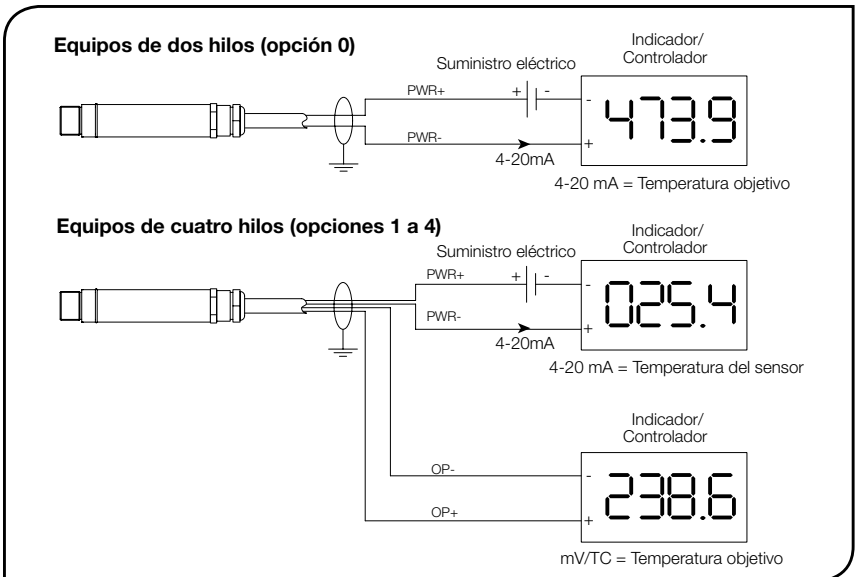 Equipos de dos hilos (opción 0)
Suministro eléctrico
Indicador/
Controlador
PWR+
+ -
-
473.9
PWR-
+
4-20mA
4-20 mA = Temperatura objetivo
Equipos de cuatro hilos (opciones 1 a 4)
Suministro eléctrico
Indicador/
Controlador
PWR+
+ -
-
025.4
PWR-
+
4-20mA
4-20 mA = Temperatura del sensor
Indicador/
Controlador
OP-
-
238.6
OP+
+
mV/TC = Temperatura objetivo